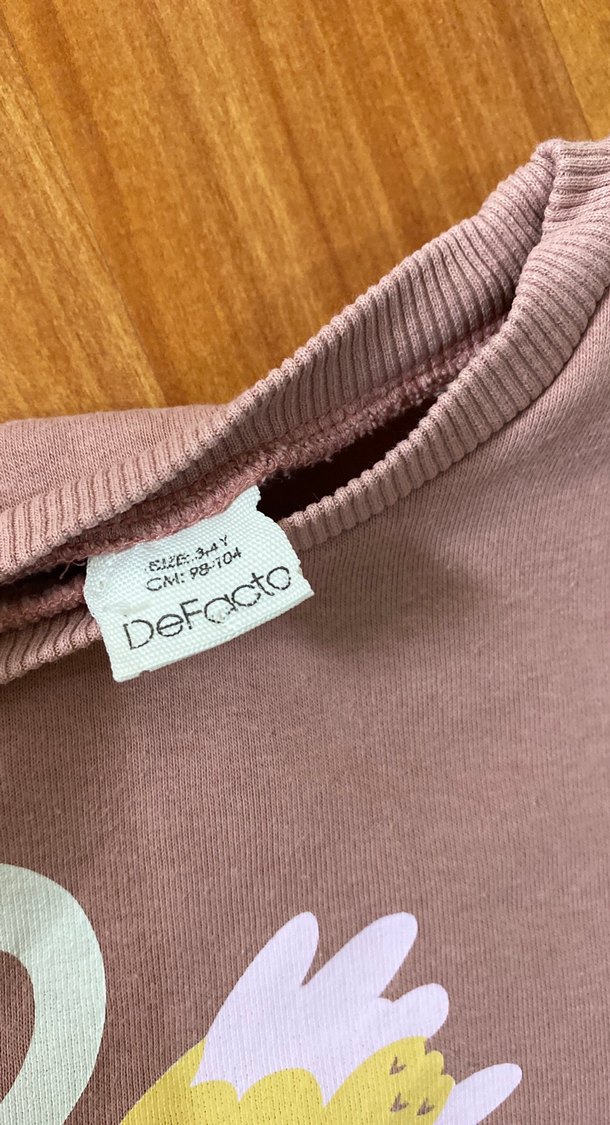 SIZE: 3-4 Y
CM: 98-104
DeFacto